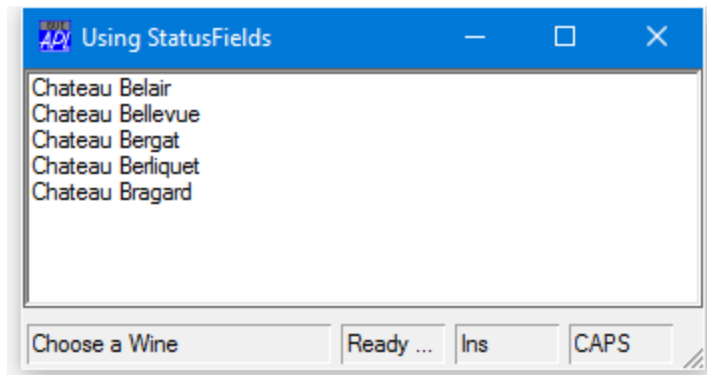 Using StatusFields
Chateau Belair
Chateau Bellevue
Chateau Bergat
Chateau Berliquet
Chateau Bragard
Choose a Wine Ready ... Ins CAPS